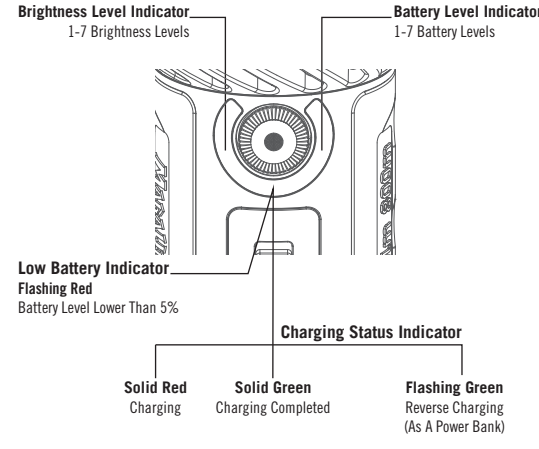 Brightness Level Indicator
1-7 Brightness Levels
Battery Level Indicator
1-7 Battery Levels
Low Battery Indicator
Flashing Red
Battery Level Lower Than 5%
Charging Status Indicator
Solid Red
Charging
Solid Green
Charging Completed
Flashing Green
Reverse Charging
(As A Power Bank)